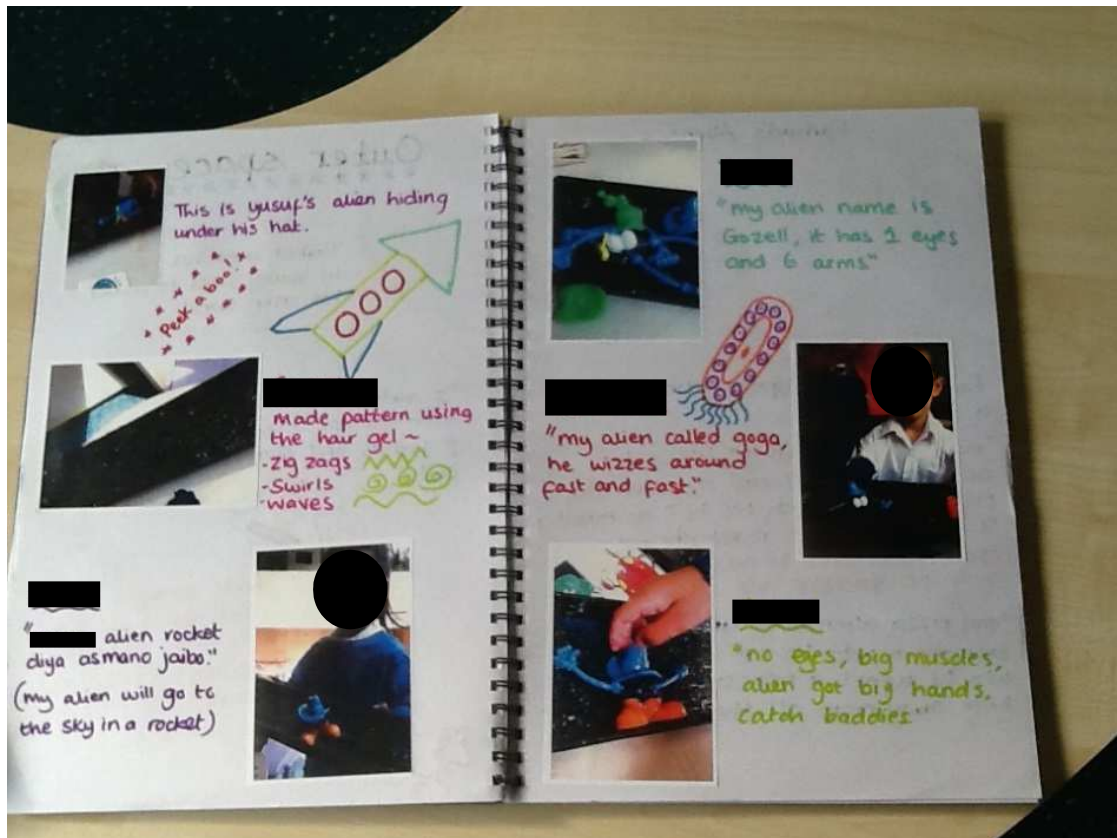 This is yusuf's alien hiding
under his hat.
Peek a boo!
made pattern using
the hair gel ~
-zig zags
-Swirls
-waves
" alien rocket
diya asmano jaibo."
(my alien will go to
the sky in a rocket)
"my alien name is
Gozell, it has 1 eyes
and 6 arms"
"my alien called goga,
he wizzes around
fast and fast."
"no eyes, big muscles,
alien got big hands,
catch baddies"